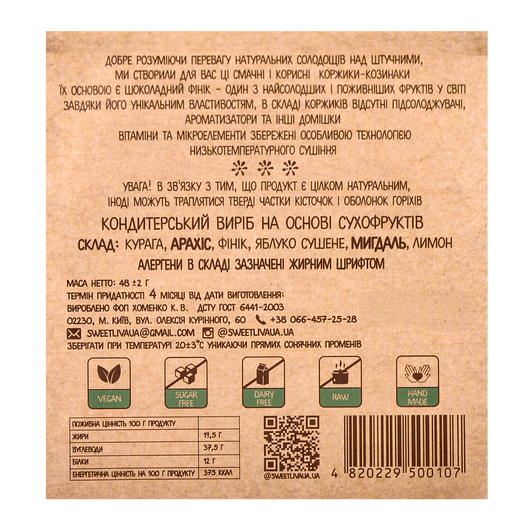 ДОБРЕ РОЗУМІЮЧИ ПЕРЕВАГУ НАТУРАЛЬНИХ СОЛОДОЩІВ НАД ШТУЧНИМИ,
МИ СТВОРИЛИ ДЛЯ ВАС ЦІ СМАЧНІ І КОРИСНІ КОРЖИКИ-КОЗИНАКИ
ЇХ ОСНОВОЮ Є ШОКОЛАДНИЙ ФІНІК - ОДИН З НАЙСОЛОДШИХ І ПОЖИВНІШИХ ФРУКТІВ У СВІТІ
ЗАВДЯКИ ЙОГО УНІКАЛЬНИМ ВЛАСТИВОСТЯМ, В СКЛАДІ КОРЖИКІВ ВІДСУТНІ ПІДСОЛОДЖУВАЧІ,
АРОМАТИЗАТОРИ ТА ІНШІ ДОМІШКИ
ВІТАМІНИ ТА МІКРОЕЛЕМЕНТИ ЗБЕРЕЖЕНІ ОСОБЛИВОЮ ТЕХНОЛОГІЄЮ
НИЗЬКОТЕМПЕРАТУРНОГО СУШІННЯ
УВАГА! В ЗВ'ЯЗКУ З ТИМ, ЩО ПРОДУКТ Є ЦІЛКОМ НАТУРАЛЬНИМ,
ІНОДІ МОЖУТЬ ТРАПЛЯТИСЯ ТВЕРДІ ЧАСТКИ КІСТОЧОК І ОБОЛОНОК ГОРІХІВ
КОНДИТЕРСЬКИЙ ВИРІБ НА ОСНОВІ СУХОФРУКТІВ
СКЛАД: КУРАГА, АРАХІС, ФІНІК, ЯБЛУКО СУШЕНЕ, МИГДАЛЬ, ЛИМОН
АЛЕРГЕНИ В СКЛАДІ ЗАЗНАЧЕНІ ЖИРНИМ ШРИФТОМ
МАСА НЕТТО: 48 ±2 Г
ТЕРМІН ПРИДАТНОСТІ 4 МІСЯЦІ ВІД ДАТИ ВИГОТОВЛЕННЯ:
ВИРОБЛЕНО ФОП ХОМЕНКО К. В. ДСТУ ГОСТ 6441-2003
02230, М. КИЇВ, ВУЛ. ОЛЕКСІЯ КУРІННОГО, 60 +38 066-457-25-28
SWEETLIVAUA@GMAIL.COM @SWEETLIVAUA.UA
ЗБЕРІГАТИ ПРИ ТЕМПЕРАТУРІ 20±3°С УНИКАЮЧИ ПРЯМИХ СОНЯЧНИХ ПРОМЕНІВ
VEGAN
SUGAR FREE
DAIRY FREE
RAW
HAND MADE
ПОЖИВНА ЦІННІСТЬ 100 Г ПРОДУКТУ
ЖИРИ 19,5 Г
ВУГЛЕВОДИ 37,5 Г
БІЛКИ 12 Г
ЕНЕРГЕТИЧНА ЦІННІСТЬ НА 100 Г ПРОДУКТУ 375 ККАЛ
@SWEETLIVAUA.UA
4 820229 500107